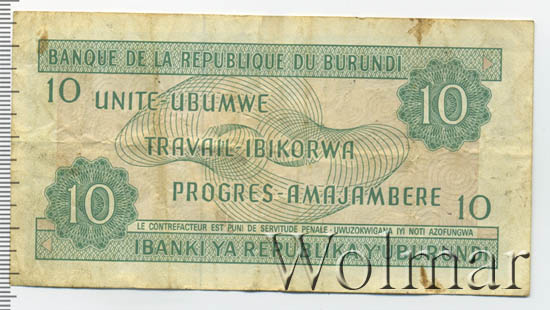 BANQUE DE LA REPUBLIQUE DU BURUNDI
10 UNITE-UBUMWE 10
TRAVAIL-IBIKORWA
10 PROGRES-AMAJAMBERE 10
LE CONTREFACTEUR EST PUNI DE SERVITUDE PENALE - UWUZOKWIGANA IYI NOTI AZOFUNGWA
IBANKI YA REPUBLIKA Y'UBURUNDI
Wolmar